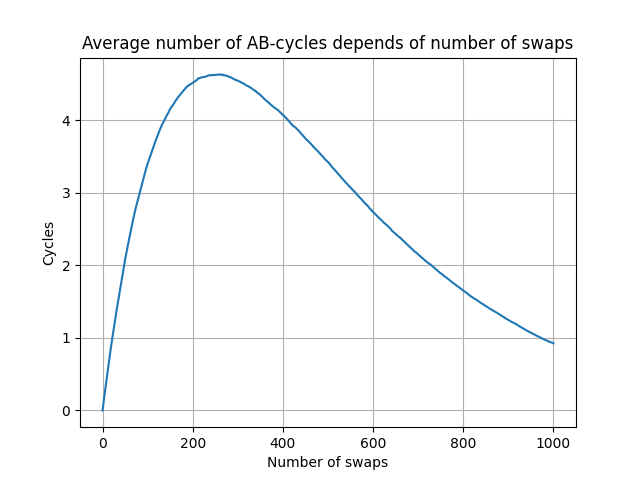 Average number of AB-cycles depends of number of swaps
Cycles
4
3
2
1
0
0 200 400 600 800 1000
Number of swaps